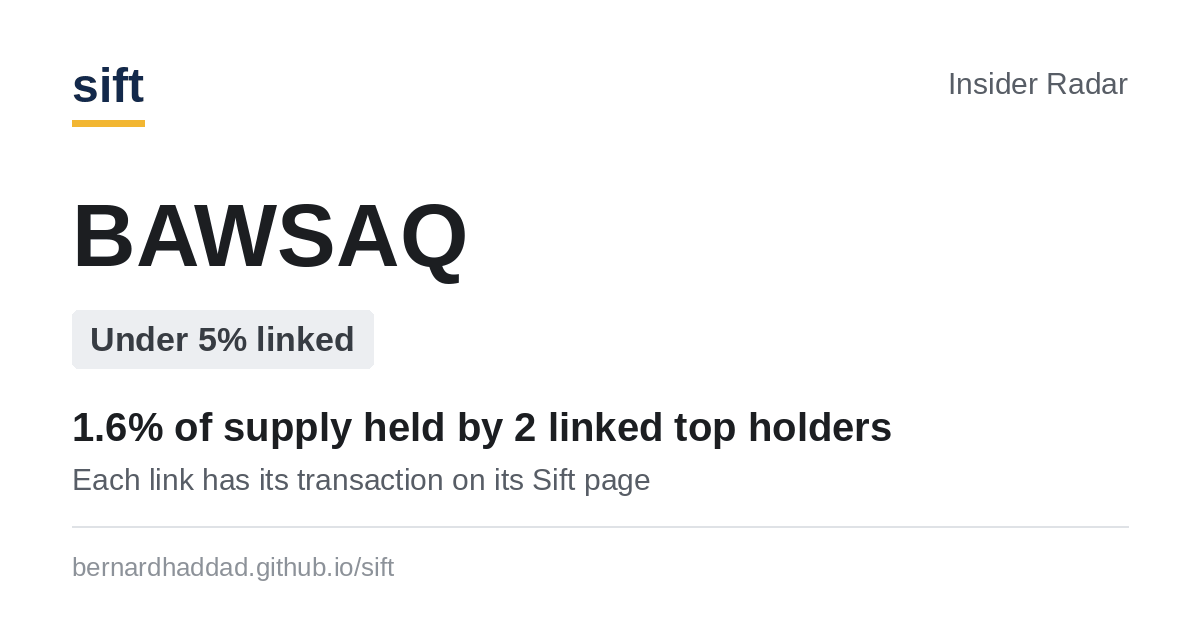 sift
Insider Radar
BAWSAQ
Under 5% linked
1.6% of supply held by 2 linked top holders
Each link has its transaction on its Sift page
bernardhaddad.github.io/sift